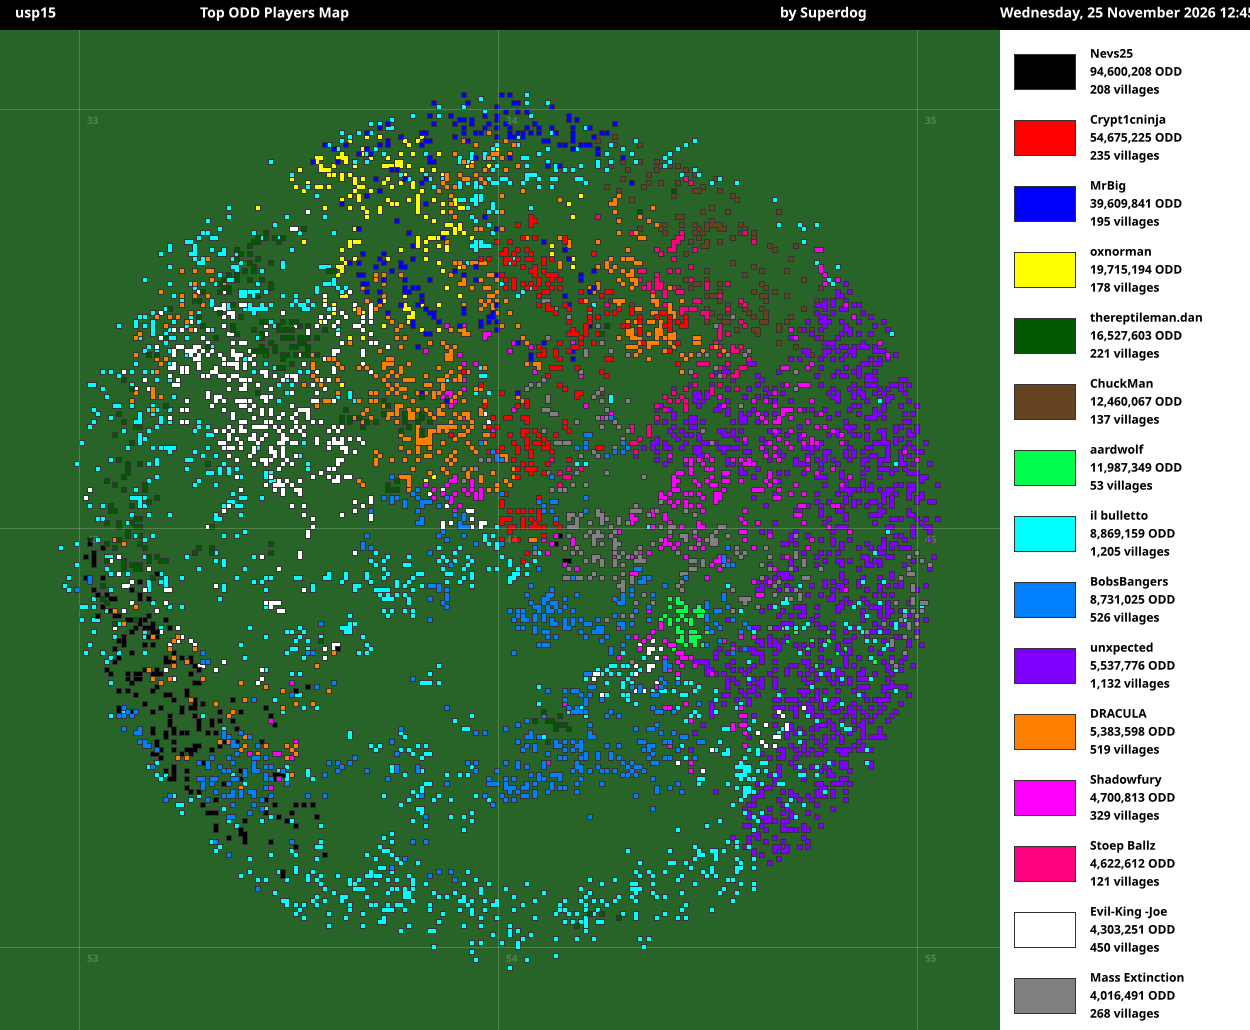 usp15 Top ODD Players Map by Superdog Wednesday, 25 November 2026 12:45
Nevs25
94,600,208 ODD
208 villages
Crypt1cninja
54,675,225 ODD
235 villages
MrBig
39,609,841 ODD
195 villages
oxnorman
19,715,194 ODD
178 villages
thereptileman.dan
16,527,603 ODD
221 villages
ChuckMan
12,460,067 ODD
137 villages
aardwolf
11,987,349 ODD
53 villages
il bulletto
8,869,159 ODD
1,205 villages
BobsBangers
8,731,025 ODD
526 villages
unxpected
5,537,776 ODD
1,132 villages
DRACULA
5,383,598 ODD
519 villages
Shadowfury
4,700,813 ODD
329 villages
Stoep Ballz
4,622,612 ODD
121 villages
Evil-King -Joe
4,303,251 ODD
450 villages
Mass Extinction
4,016,491 ODD
268 villages
33 34 35
45
53 54 55